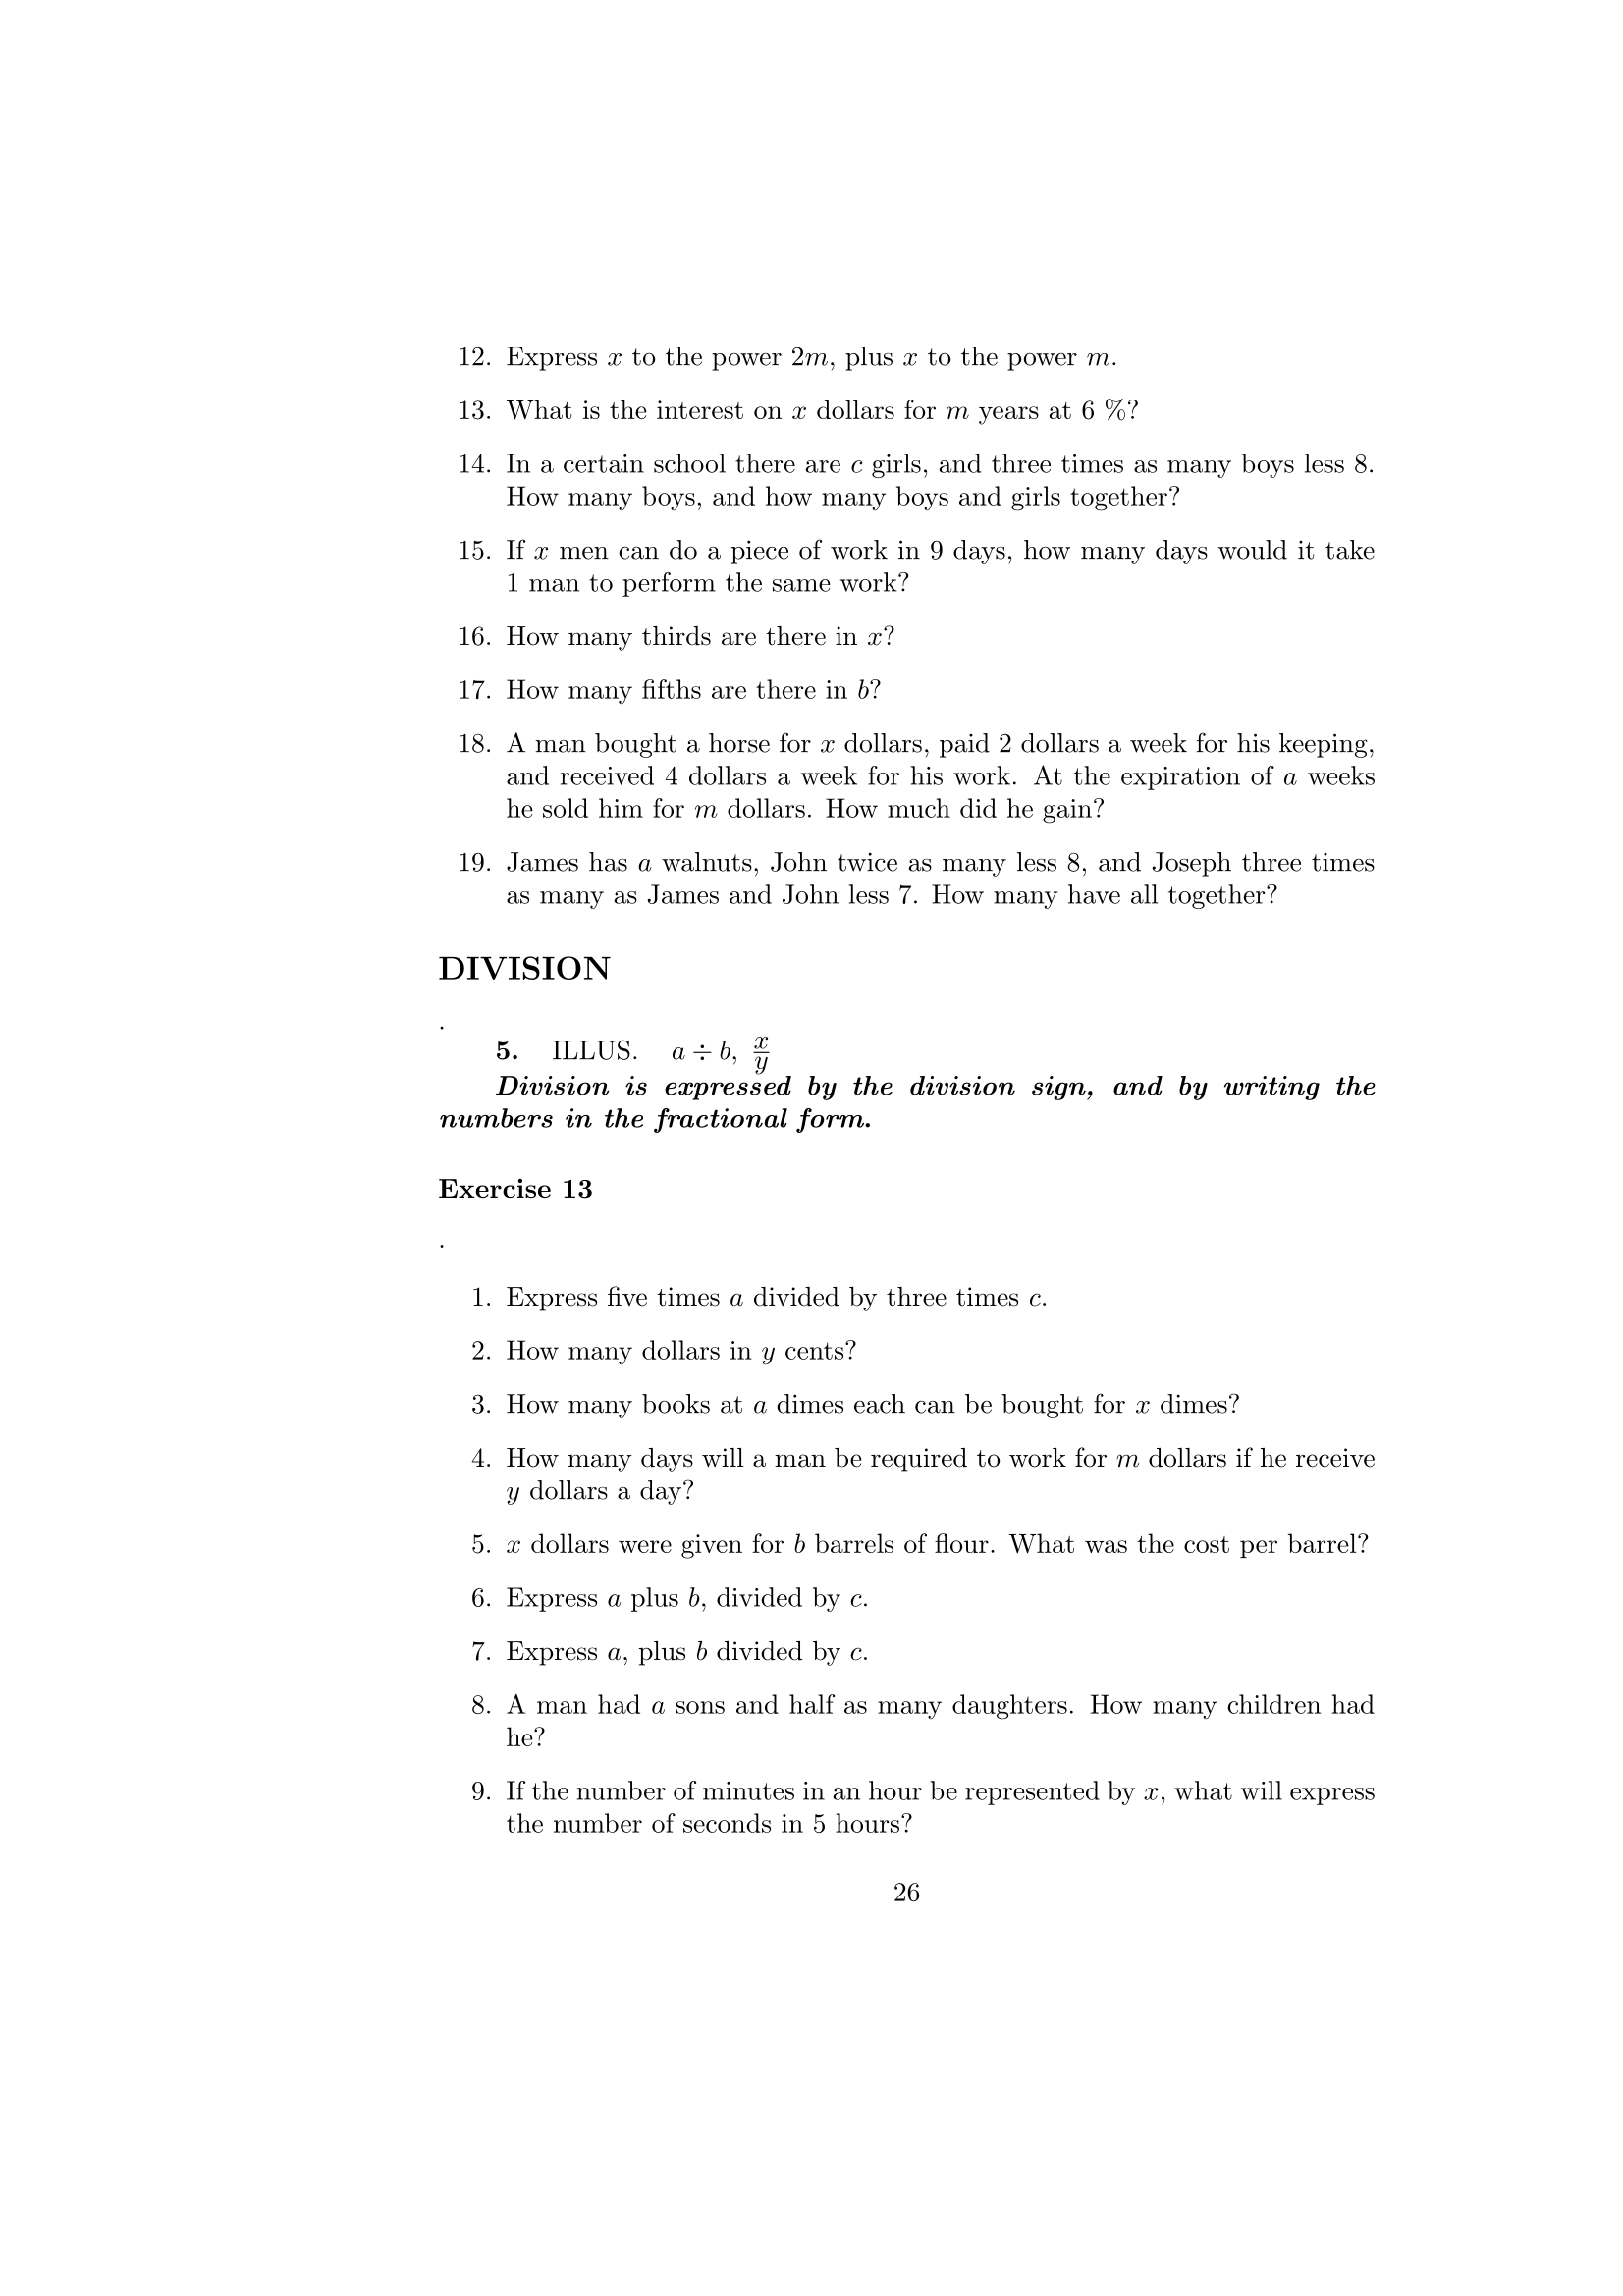 12. Express x to the power 2m, plus x to the power m.
13. What is the interest on x dollars for m years at 6 %?
14. In a certain school there are c girls, and three times as many boys less 8.
How many boys, and how many boys and girls together?
15. If x men can do a piece of work in 9 days, how many days would it take
1 man to perform the same work?
16. How many thirds are there in x?
17. How many fifths are there in b?
18. A man bought a horse for x dollars, paid 2 dollars a week for his keeping,
and received 4 dollars a week for his work. At the expiration of a weeks
he sold him for m dollars. How much did he gain?
19. James has a walnuts, John twice as many less 8, and Joseph three times
as many as James and John less 7. How many have all together?
DIVISION
.
5. ILLUS. a ÷ b, x/y
Division is expressed by the division sign, and by writing the
numbers in the fractional form.
Exercise 13
.
1. Express five times a divided by three times c.
2. How many dollars in y cents?
3. How many books at a dimes each can be bought for x dimes?
4. How many days will a man be required to work for m dollars if he receive
y dollars a day?
5. x dollars were given for b barrels of flour. What was the cost per barrel?
6. Express a plus b, divided by c.
7. Express a, plus b divided by c.
8. A man had a sons and half as many daughters. How many children had
he?
9. If the number of minutes in an hour be represented by x, what will express
the number of seconds in 5 hours?
26